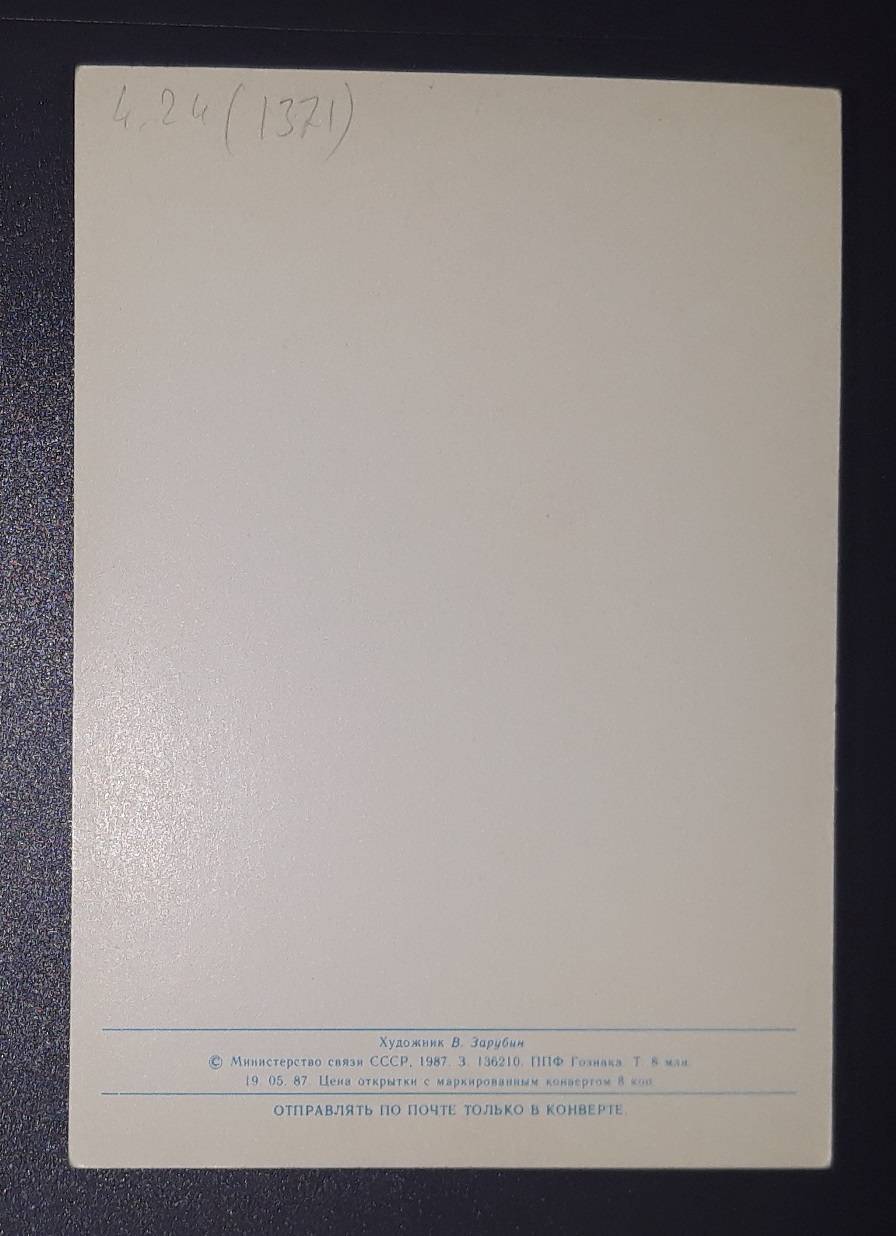 4.24 (1371)
Художник В. Зарубин
© Министерство связи СССР, 1987. З. 136210. ППФ Гознака. Т. 8 млн.
19. 05. 87. Цена открытки с маркированным конвертом 8 коп.
ОТПРАВЛЯТЬ ПО ПОЧТЕ ТОЛЬКО В КОНВЕРТЕ.